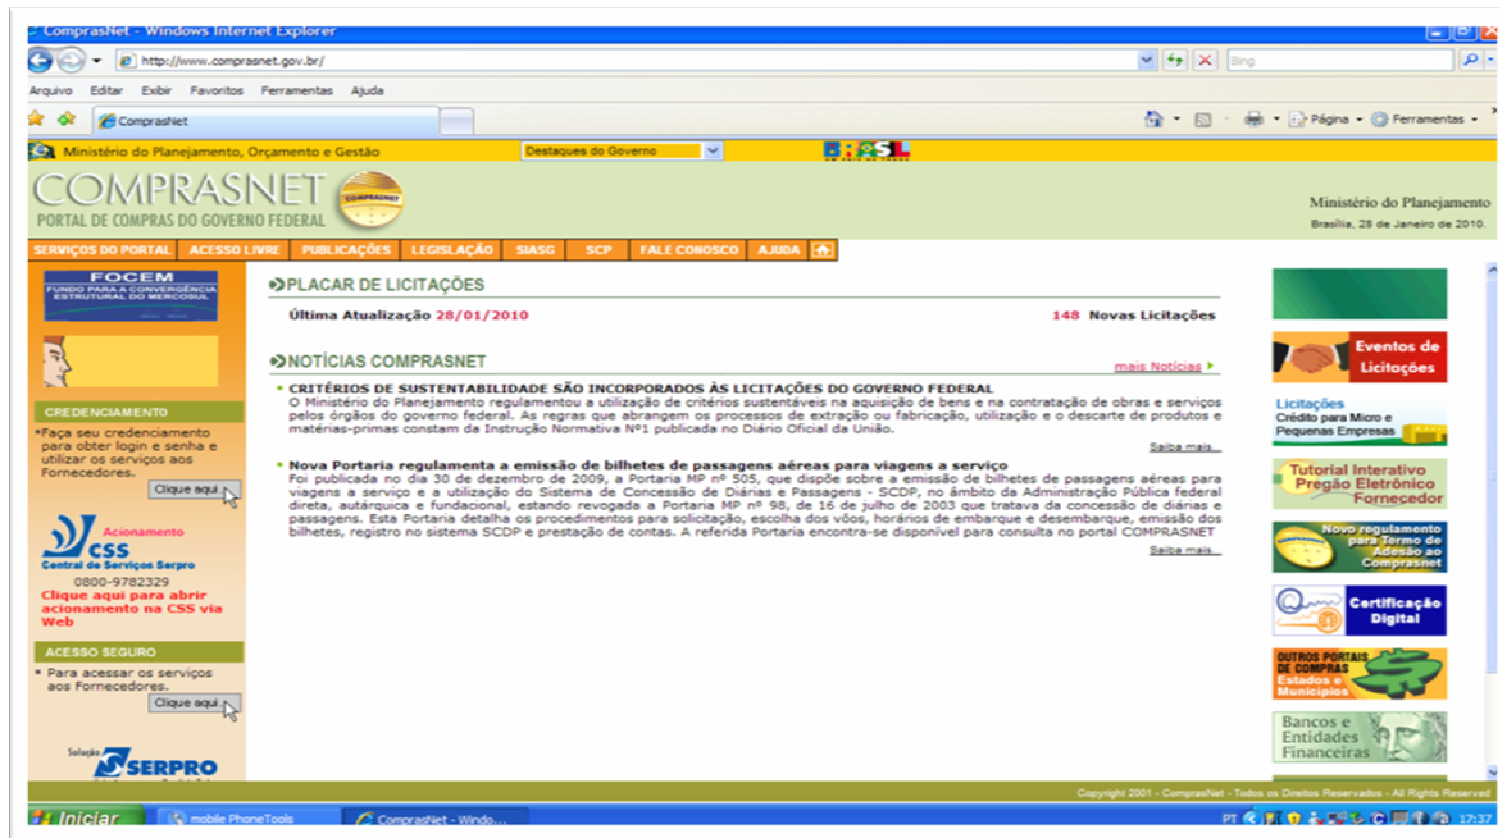 ComprasNet - Windows Internet Explorer
http://www.comprasnet.gov.br/
Bing
Arquivo Editar Exibir Favoritos Ferramentas Ajuda
ComprasNet
Página Ferramentas
Ministério do Planejamento, Orçamento e Gestão
Destaques do Governo
BRASIL
UM PAÍS DE TODOS
COMPRASNET
PORTAL DE COMPRAS DO GOVERNO FEDERAL
COMPRASNET
Ministério do Planejamento
Brasília, 28 de Janeiro de 2010.
SERVIÇOS DO PORTAL ACESSO LIVRE PUBLICAÇÕES LEGISLAÇÃO SIASG SCP FALE CONOSCO AJUDA
FOCEM
FUNDO PARA A CONVERGÊNCIA
ESTRUTURAL DO MERCOSUL
CREDENCIAMENTO
Faça seu credenciamento
para obter login e senha e
utilizar os serviços aos
Fornecedores.
Clique aqui
Acionamento
CSS
Central de Serviços Serpro
0800-9782329
Clique aqui para abrir
acionamento na CSS via
Web
ACESSO SEGURO
Para acessar os serviços
aos Fornecedores.
Clique aqui
Solução
SERPRO
PLACAR DE LICITAÇÕES
Última Atualização 28/01/2010
148 Novas Licitações
NOTÍCIAS COMPRASNET
mais Notícias
CRITÉRIOS DE SUSTENTABILIDADE SÃO INCORPORADOS ÀS LICITAÇÕES DO GOVERNO FEDERAL
O Ministério do Planejamento regulamentou a utilização de critérios sustentáveis na aquisição de bens e na contratação de obras e serviços
pelos órgãos do governo federal. As regras que abrangem os processos de extração ou fabricação, utilização e o descarte de produtos e
matérias-primas constam da Instrução Normativa Nº1 publicada no Diário Oficial da União.
Saiba mais...
Nova Portaria regulamenta a emissão de bilhetes de passagens aéreas para viagens a serviço
Foi publicada no dia 30 de dezembro de 2009, a Portaria MP nº 505, que dispõe sobre a emissão de bilhetes de passagens aéreas para
viagens a serviço e a utilização do Sistema de Concessão de Diárias e Passagens - SCDP, no âmbito da Administração Pública federal
direta, autárquica e fundacional, estando revogada a Portaria MP nº 98, de 16 de julho de 2003 que tratava da concessão de diárias e
passagens. Esta Portaria detalha os procedimentos para solicitação, escolha dos vôos, horários de embarque e desembarque, emissão dos
bilhetes, registro no sistema SCDP e prestação de contas. A referida Portaria encontra-se disponível para consulta no portal COMPRASNET
Saiba mais...
Eventos de
Licitações
Licitações
Crédito para Micro e
Pequenas Empresas
Tutorial Interativo
Pregão Eletrônico
Fornecedor
Novo regulamento
para Termo de
Adesão ao
Comprasnet
Certificação
Digital
OUTROS PORTAIS
DE COMPRAS
Estados e
Municípios
Bancos e
Entidades
Financeiras
Copyright 2001 - ComprasNet - Todos os Direitos Reservados - All Rights Reserved
Iniciar
mobile PhoneTools
ComprasNet - Windo...
PT
17:37